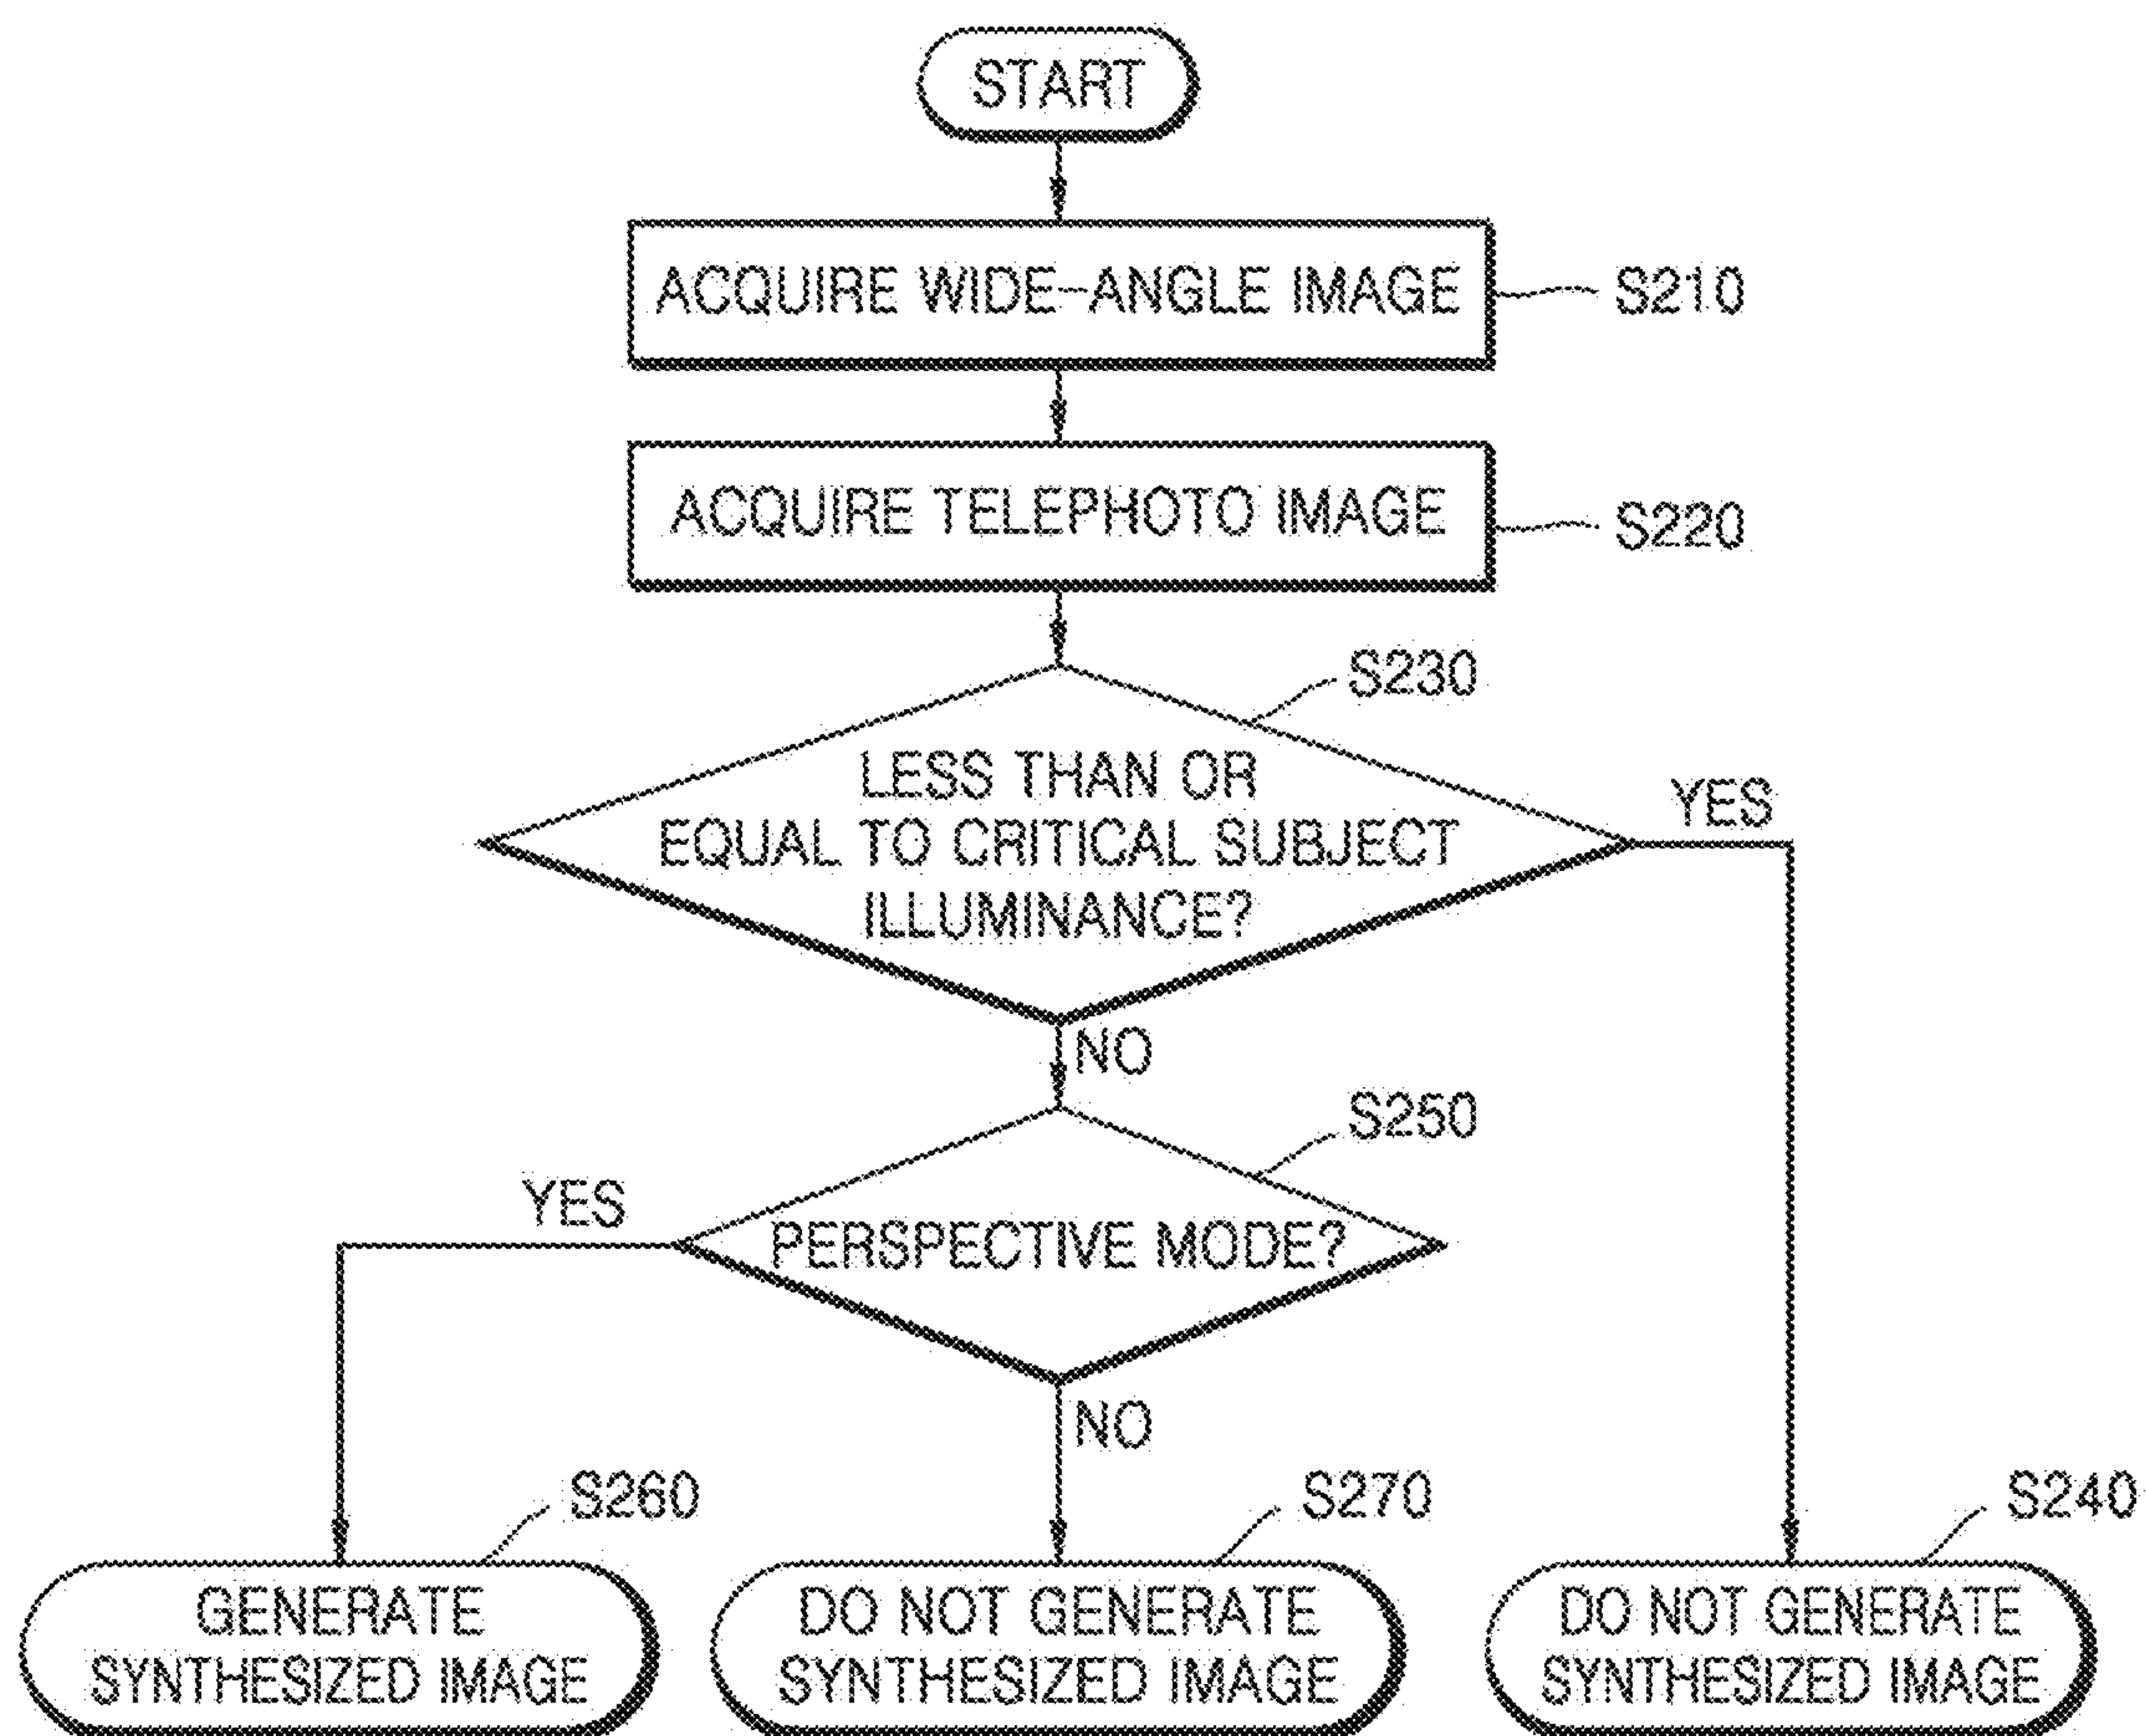 START
ACQUIRE WIDE-ANGLE IMAGE
S210
ACQUIRE TELEPHOTO IMAGE
S220
S230
LESS THAN OR
EQUAL TO CRITICAL SUBJECT
ILLUMINANCE?
YES
NO
S250
PERSPECTIVE MODE?
YES
NO
S260
GENERATE
SYNTHESIZED IMAGE
S270
DO NOT GENERATE
SYNTHESIZED IMAGE
S240
DO NOT GENERATE
SYNTHESIZED IMAGE